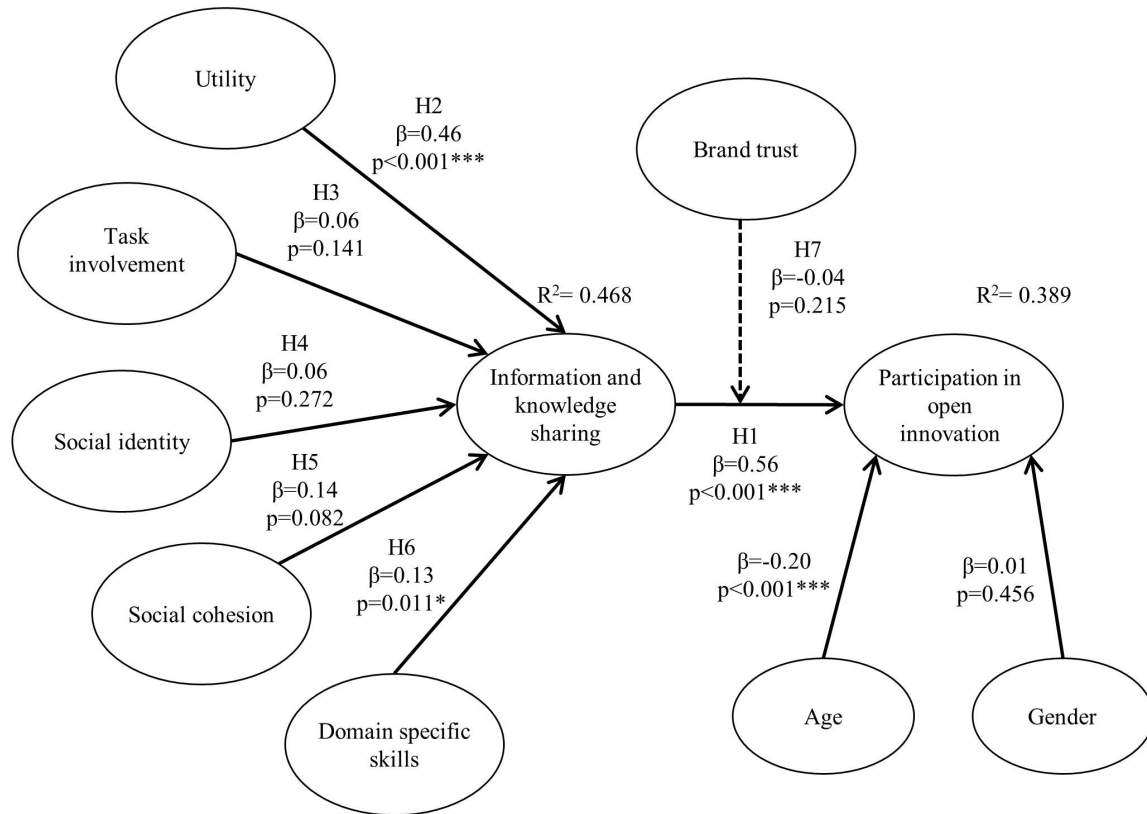 Utility
H2
β=0.46
p<0.001***
Brand trust
H3
β=0.06
p=0.141
Task
involvement
H7
β=-0.04
p=0.215
R²= 0.468
R²= 0.389
H4
β=0.06
p=0.272
Information and
knowledge
sharing
Participation in
open
innovation
Social identity
H1
β=0.56
p<0.001***
H5
β=0.14
p=0.082
H6
β=0.13
p=0.011*
β=-0.20
p<0.001***
β=0.01
p=0.456
Social cohesion
Domain specific
skills
Age
Gender